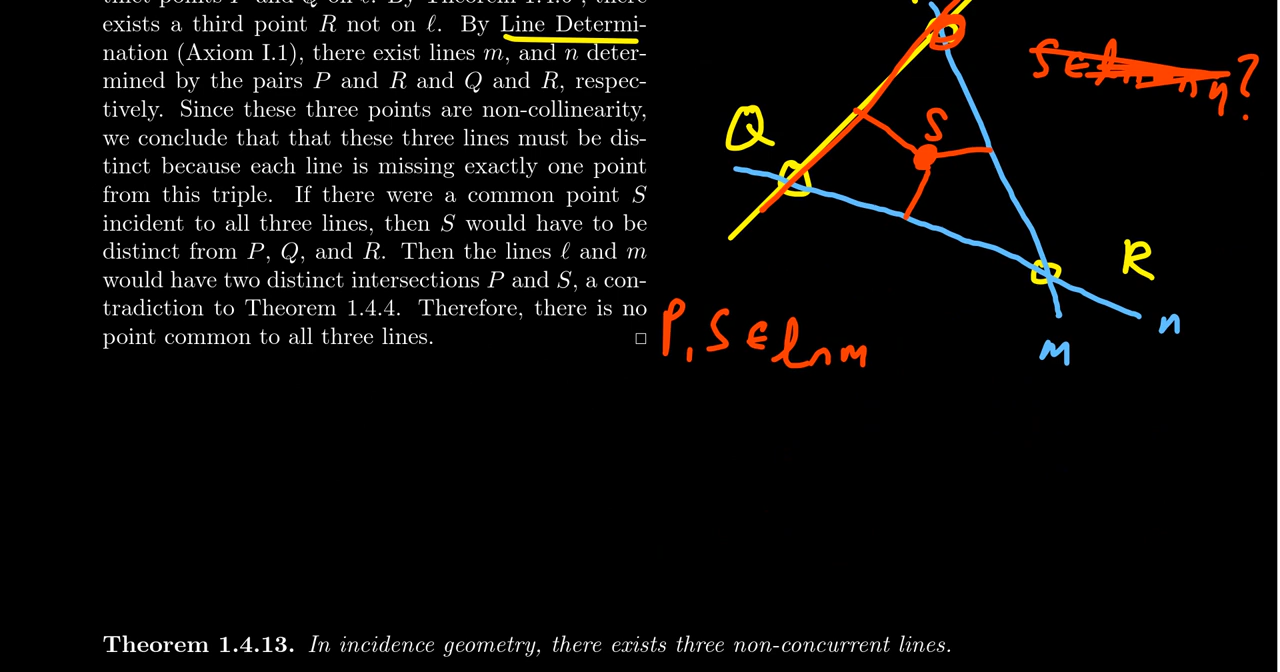 exists a third point R not on ℓ. By Line Determi-
nation (Axiom I.1), there exist lines m, and n deter-
mined by the pairs P and R and Q and R, respec-
tively. Since these three points are non-collinearity,
we conclude that that these three lines must be dis-
tinct because each line is missing exactly one point
from this triple. If there were a common point S
incident to all three lines, then S would have to be
distinct from P, Q, and R. Then the lines ℓ and m
would have two distinct intersections P and S, a con-
tradiction to Theorem 1.4.4. Therefore, there is no
point common to all three lines. □
Q
S
S ∈ ℓ∩m∩n?
R
n
m
P, S ∈ ℓ∩m
Theorem 1.4.13. In incidence geometry, there exists three non-concurrent lines.